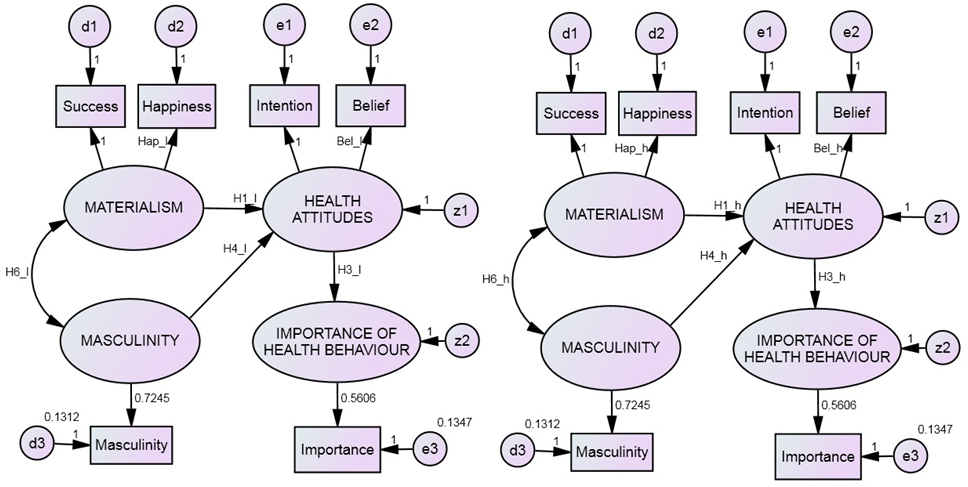 d1
d2
e1
e2
1
1
1
1
Success
Happiness
Intention
Belief
1
Hap_l
1
Bel_l
MATERIALISM
H1_l
HEALTH
ATTITUDES
1
z1
H4_l
H6_l
H3_l
MASCULINITY
IMPORTANCE OF
HEALTH BEHAVIOUR
1
z2
0.7245
0.5606
0.1312
0.1347
d3
1
Masculinity
Importance
1
e3
d1
d2
e1
e2
1
1
1
1
Success
Happiness
Intention
Belief
1
Hap_h
1
Bel_h
MATERIALISM
H1_h
HEALTH
ATTITUDES
1
z1
H4_h
H6_h
H3_h
MASCULINITY
IMPORTANCE OF
HEALTH BEHAVIOUR
1
z2
0.7245
0.5606
0.1312
0.1347
d3
1
Masculinity
Importance
1
e3